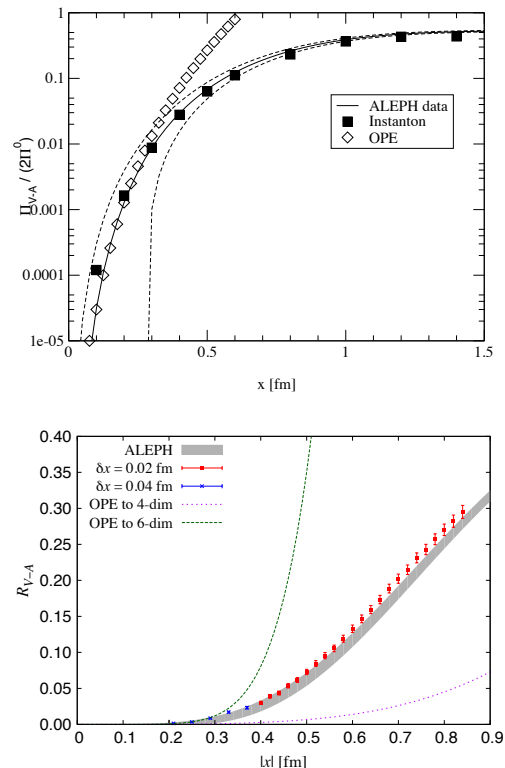 1
0.1
0.01
0.001
0.0001
1e-05
Π_V-A / (2Π^0)
ALEPH data
Instanton
OPE
0 0.5 1 1.5
x [fm]
0.40
0.35
0.30
0.25
0.20
0.15
0.10
0.05
0.00
R_V−A
ALEPH
δx = 0.02 fm
δx = 0.04 fm
OPE to 4-dim
OPE to 6-dim
0 0.1 0.2 0.3 0.4 0.5 0.6 0.7 0.8 0.9
|x| [fm]